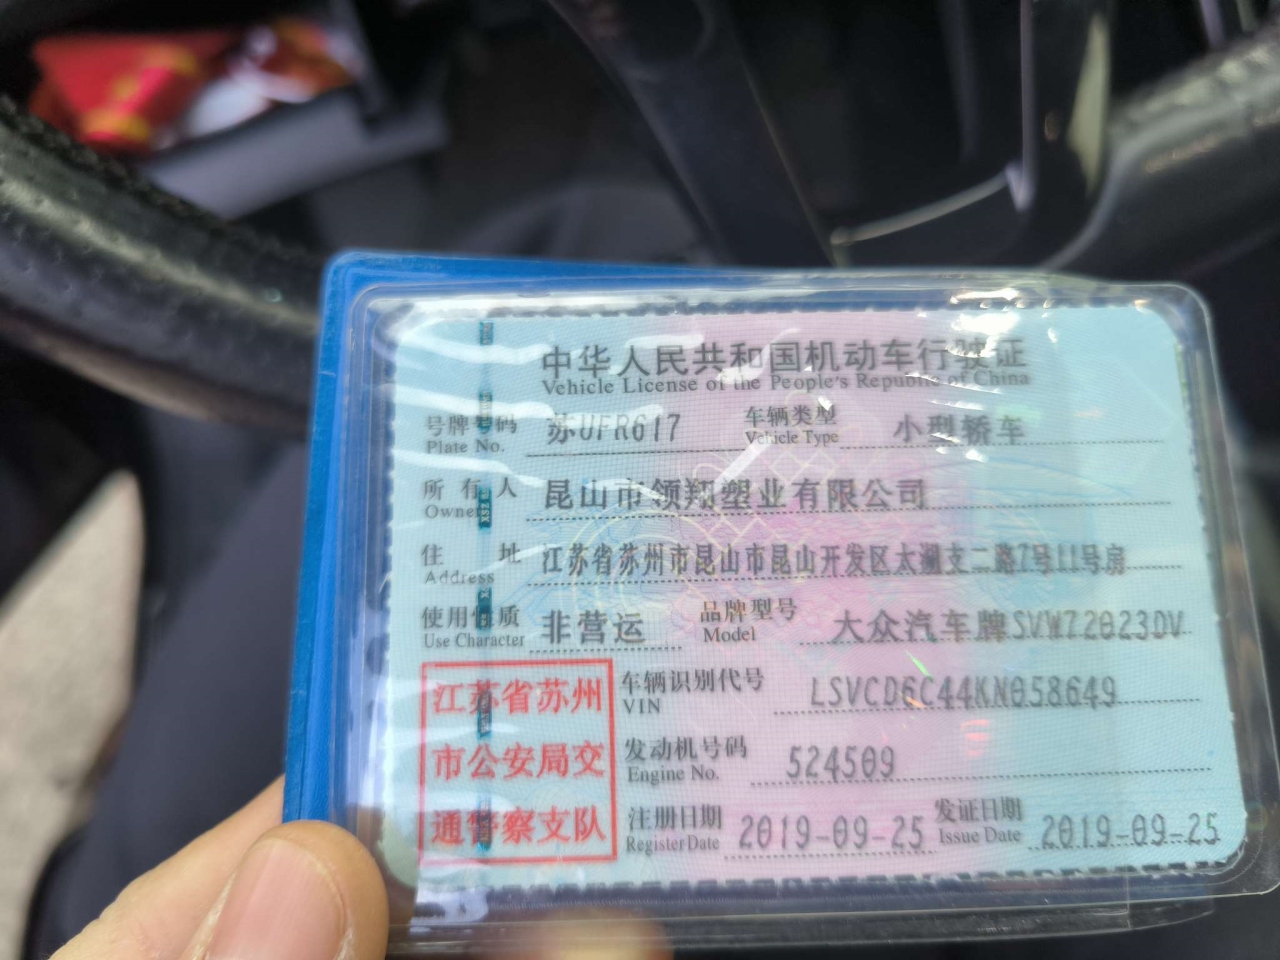 中华人民共和国机动车行驶证
Vehicle License of the People's Republic of China
号牌号码 苏UFR617 车辆类型 小型轿车
Plate No. Vehicle Type
所有人 昆山市领翔塑业有限公司
Owner
住址 江苏省苏州市昆山市昆山开发区太湖支二路7号11号房
Address
使用性质 非营运 品牌型号 大众汽车牌SVW72023DV
Use Character Model
江苏省苏州
市公安局交
通警察支队
车辆识别代号 LSVCD6C44KN058649
VIN
发动机号码 524509
Engine No.
注册日期 2019-09-25 发证日期 2019-09-25
Register Date Issue Date